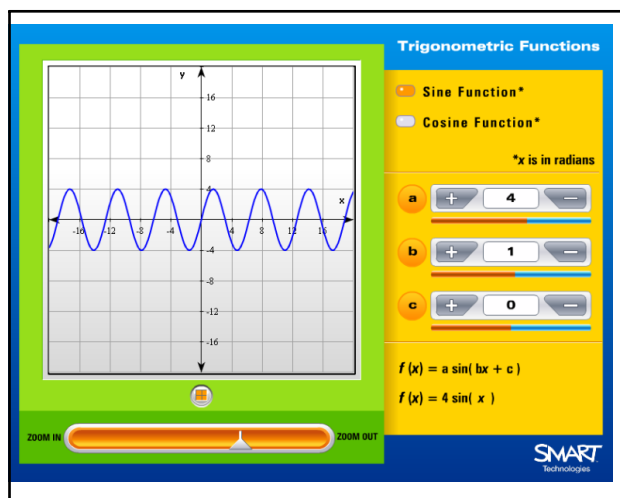 Trigonometric Functions
y
16
12
8
4
x
-16 -12 -8 -4 4 8 12 16
-4
-8
-12
-16
ZOOM IN
ZOOM OUT
Sine Function*
Cosine Function*
*x is in radians
a + 4 −
b + 1 −
c + 0 −
f (x) = a sin( bx + c )
f (x) = 4 sin( x )
SMART
Technologies